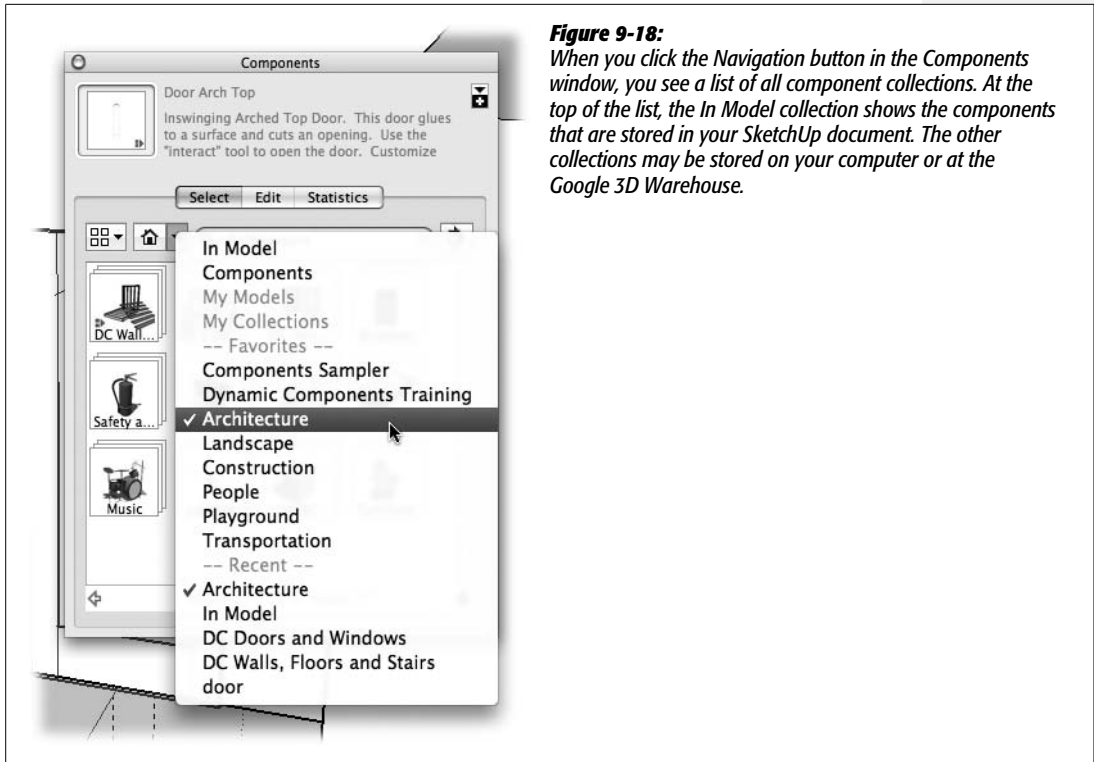 Components
Door Arch Top
Inswinging Arched Top Door. This door glues
to a surface and cuts an opening. Use the
"interact" tool to open the door. Customize
Select Edit Statistics
DC Wall...
Safety a...
Music
In Model
Components
My Models
My Collections
-- Favorites --
Components Sampler
Dynamic Components Training
✓ Architecture
Landscape
Construction
People
Playground
Transportation
-- Recent --
✓ Architecture
In Model
DC Doors and Windows
DC Walls, Floors and Stairs
door
Figure 9-18:
When you click the Navigation button in the Components
window, you see a list of all component collections. At the
top of the list, the In Model collection shows the components
that are stored in your SketchUp document. The other
collections may be stored on your computer or at the
Google 3D Warehouse.